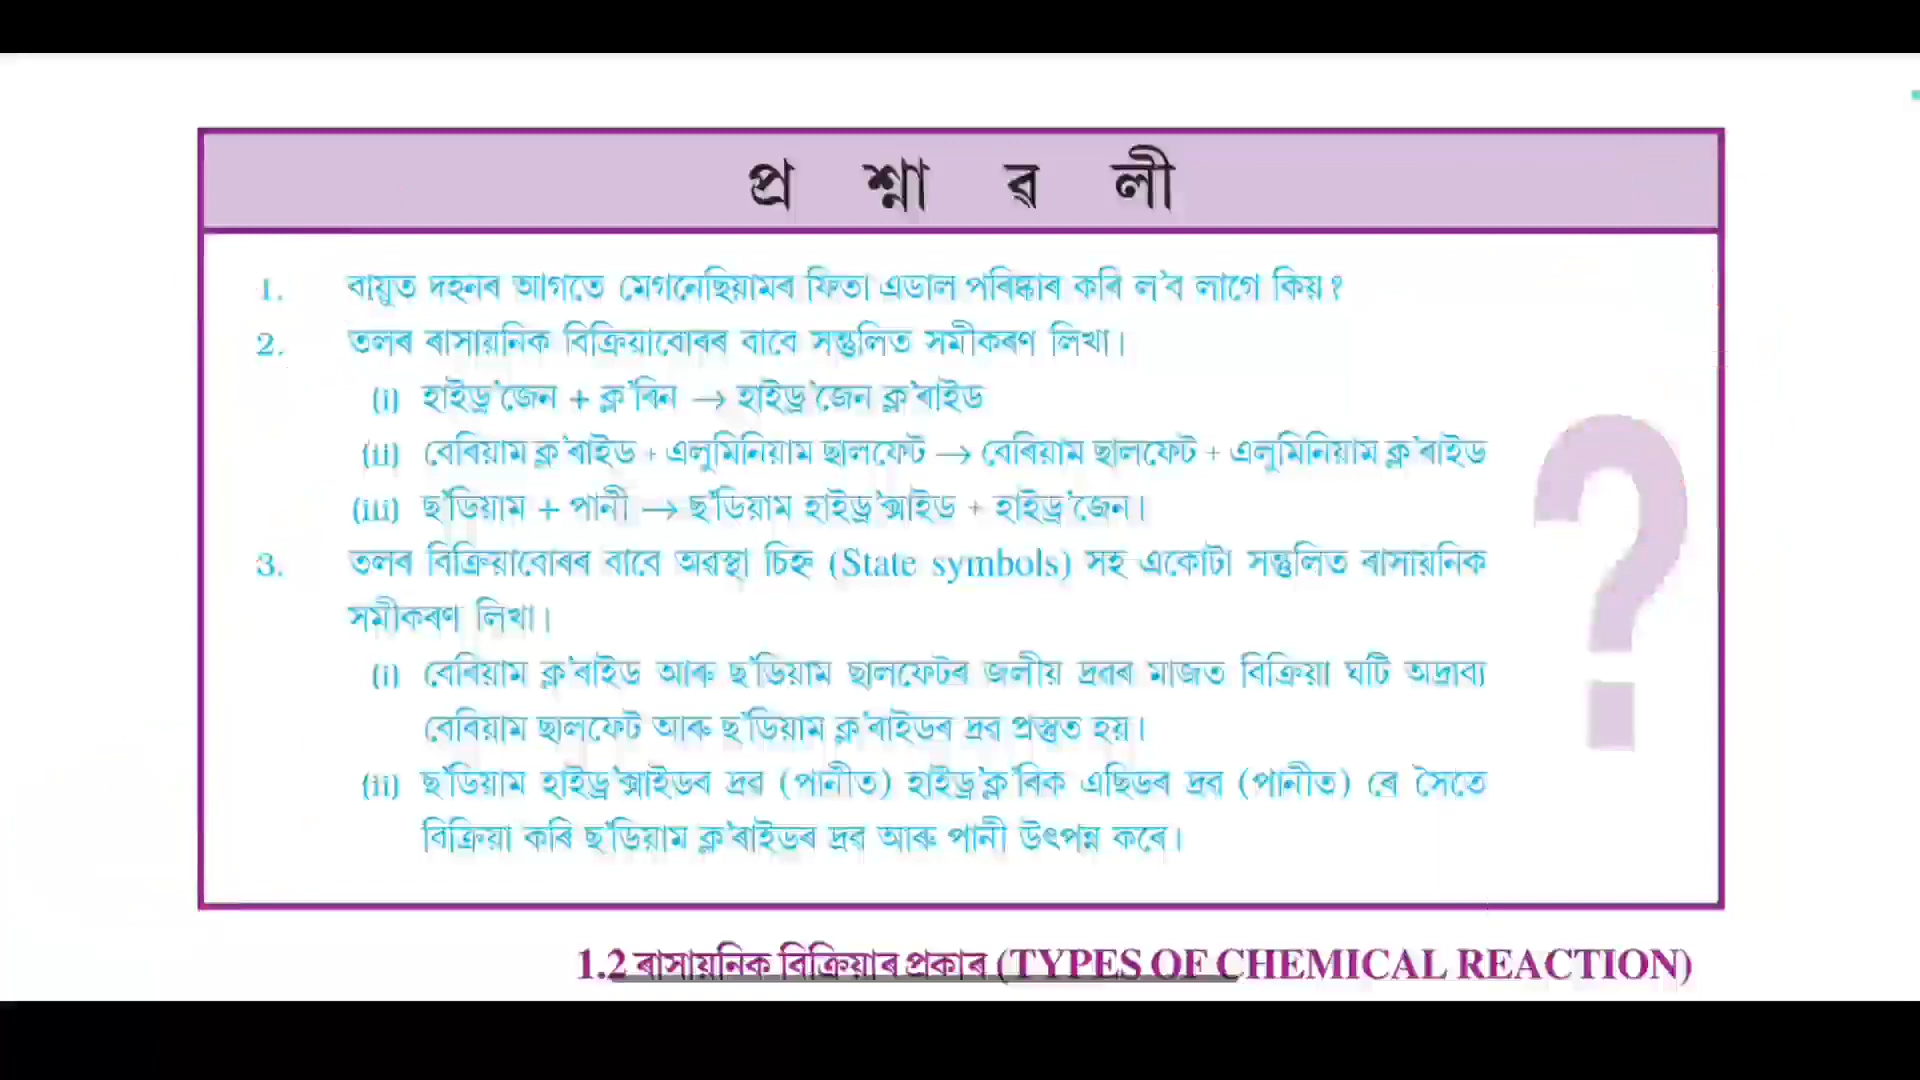 প্ৰ শ্না ৱ লী
1. বায়ুত দহনৰ আগতে মেগনেছিয়ামৰ ফিতা এডাল পৰিষ্কাৰ কৰি ল'ব লাগে কিয়?
2. তলৰ ৰাসায়নিক বিক্ৰিয়াবোৰৰ বাবে সন্তুলিত সমীকৰণ লিখা।
(i) হাইড্ৰ'জেন + ক্ল'ৰিন → হাইড্ৰ'জেন ক্ল'ৰাইড
(ii) বেৰিয়াম ক্ল'ৰাইড + এলুমিনিয়াম ছালফেট → বেৰিয়াম ছালফেট + এলুমিনিয়াম ক্ল'ৰাইড
(iii) ছ'ডিয়াম + পানী → ছ'ডিয়াম হাইড্ৰ'ক্সাইড + হাইড্ৰ'জেন।
3. তলৰ বিক্ৰিয়াবোৰৰ বাবে অৱস্থা চিহ্ন (State symbols) সহ একোটা সন্তুলিত ৰাসায়নিক
সমীকৰণ লিখা।
(i) বেৰিয়াম ক্ল'ৰাইড আৰু ছ'ডিয়াম ছালফেটৰ জলীয় দ্ৰৱৰ মাজত বিক্ৰিয়া ঘটি অদ্ৰাব্য
বেৰিয়াম ছালফেট আৰু ছ'ডিয়াম ক্ল'ৰাইডৰ দ্ৰৱ প্ৰস্তুত হয়।
(ii) ছ'ডিয়াম হাইড্ৰ'ক্সাইডৰ দ্ৰৱ (পানীত) হাইড্ৰ'ক্ল'ৰিক এছিডৰ দ্ৰৱ (পানীত) ৰে সৈতে
বিক্ৰিয়া কৰি ছ'ডিয়াম ক্ল'ৰাইডৰ দ্ৰৱ আৰু পানী উৎপন্ন কৰে।
1.2 ৰাসায়নিক বিক্ৰিয়াৰ প্ৰকাৰ (TYPES OF CHEMICAL REACTION)